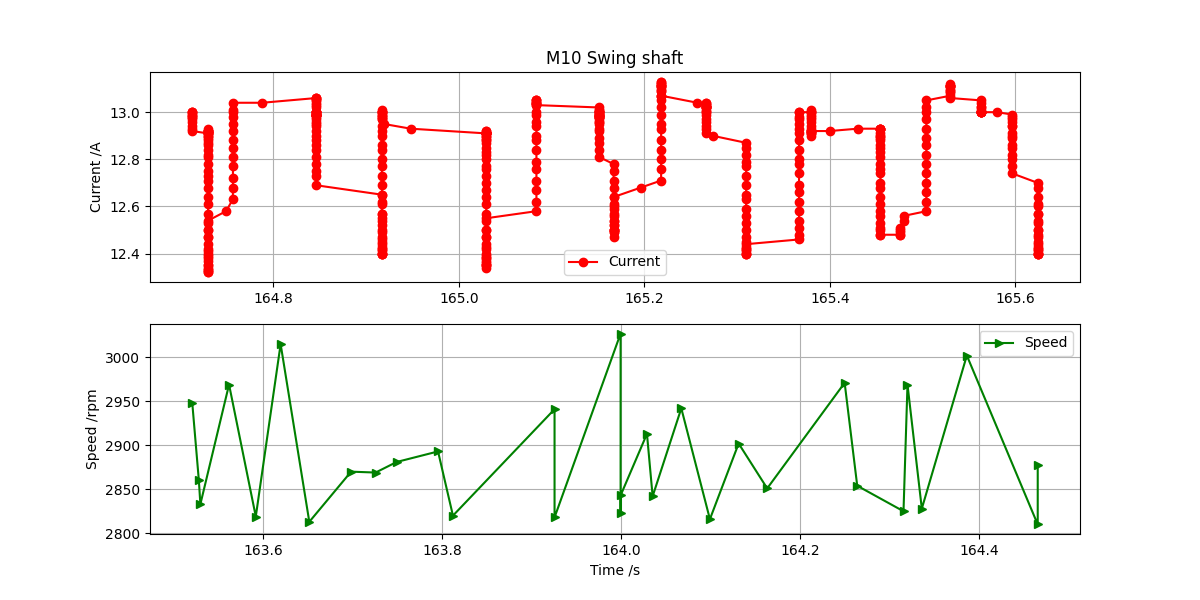 M10 Swing shaft
Current /A
13.0
12.8
12.6
12.4
Current
164.8 165.0 165.2 165.4 165.6
Speed /rpm
3000
2950
2900
2850
2800
Speed
163.6 163.8 164.0 164.2 164.4
Time /s